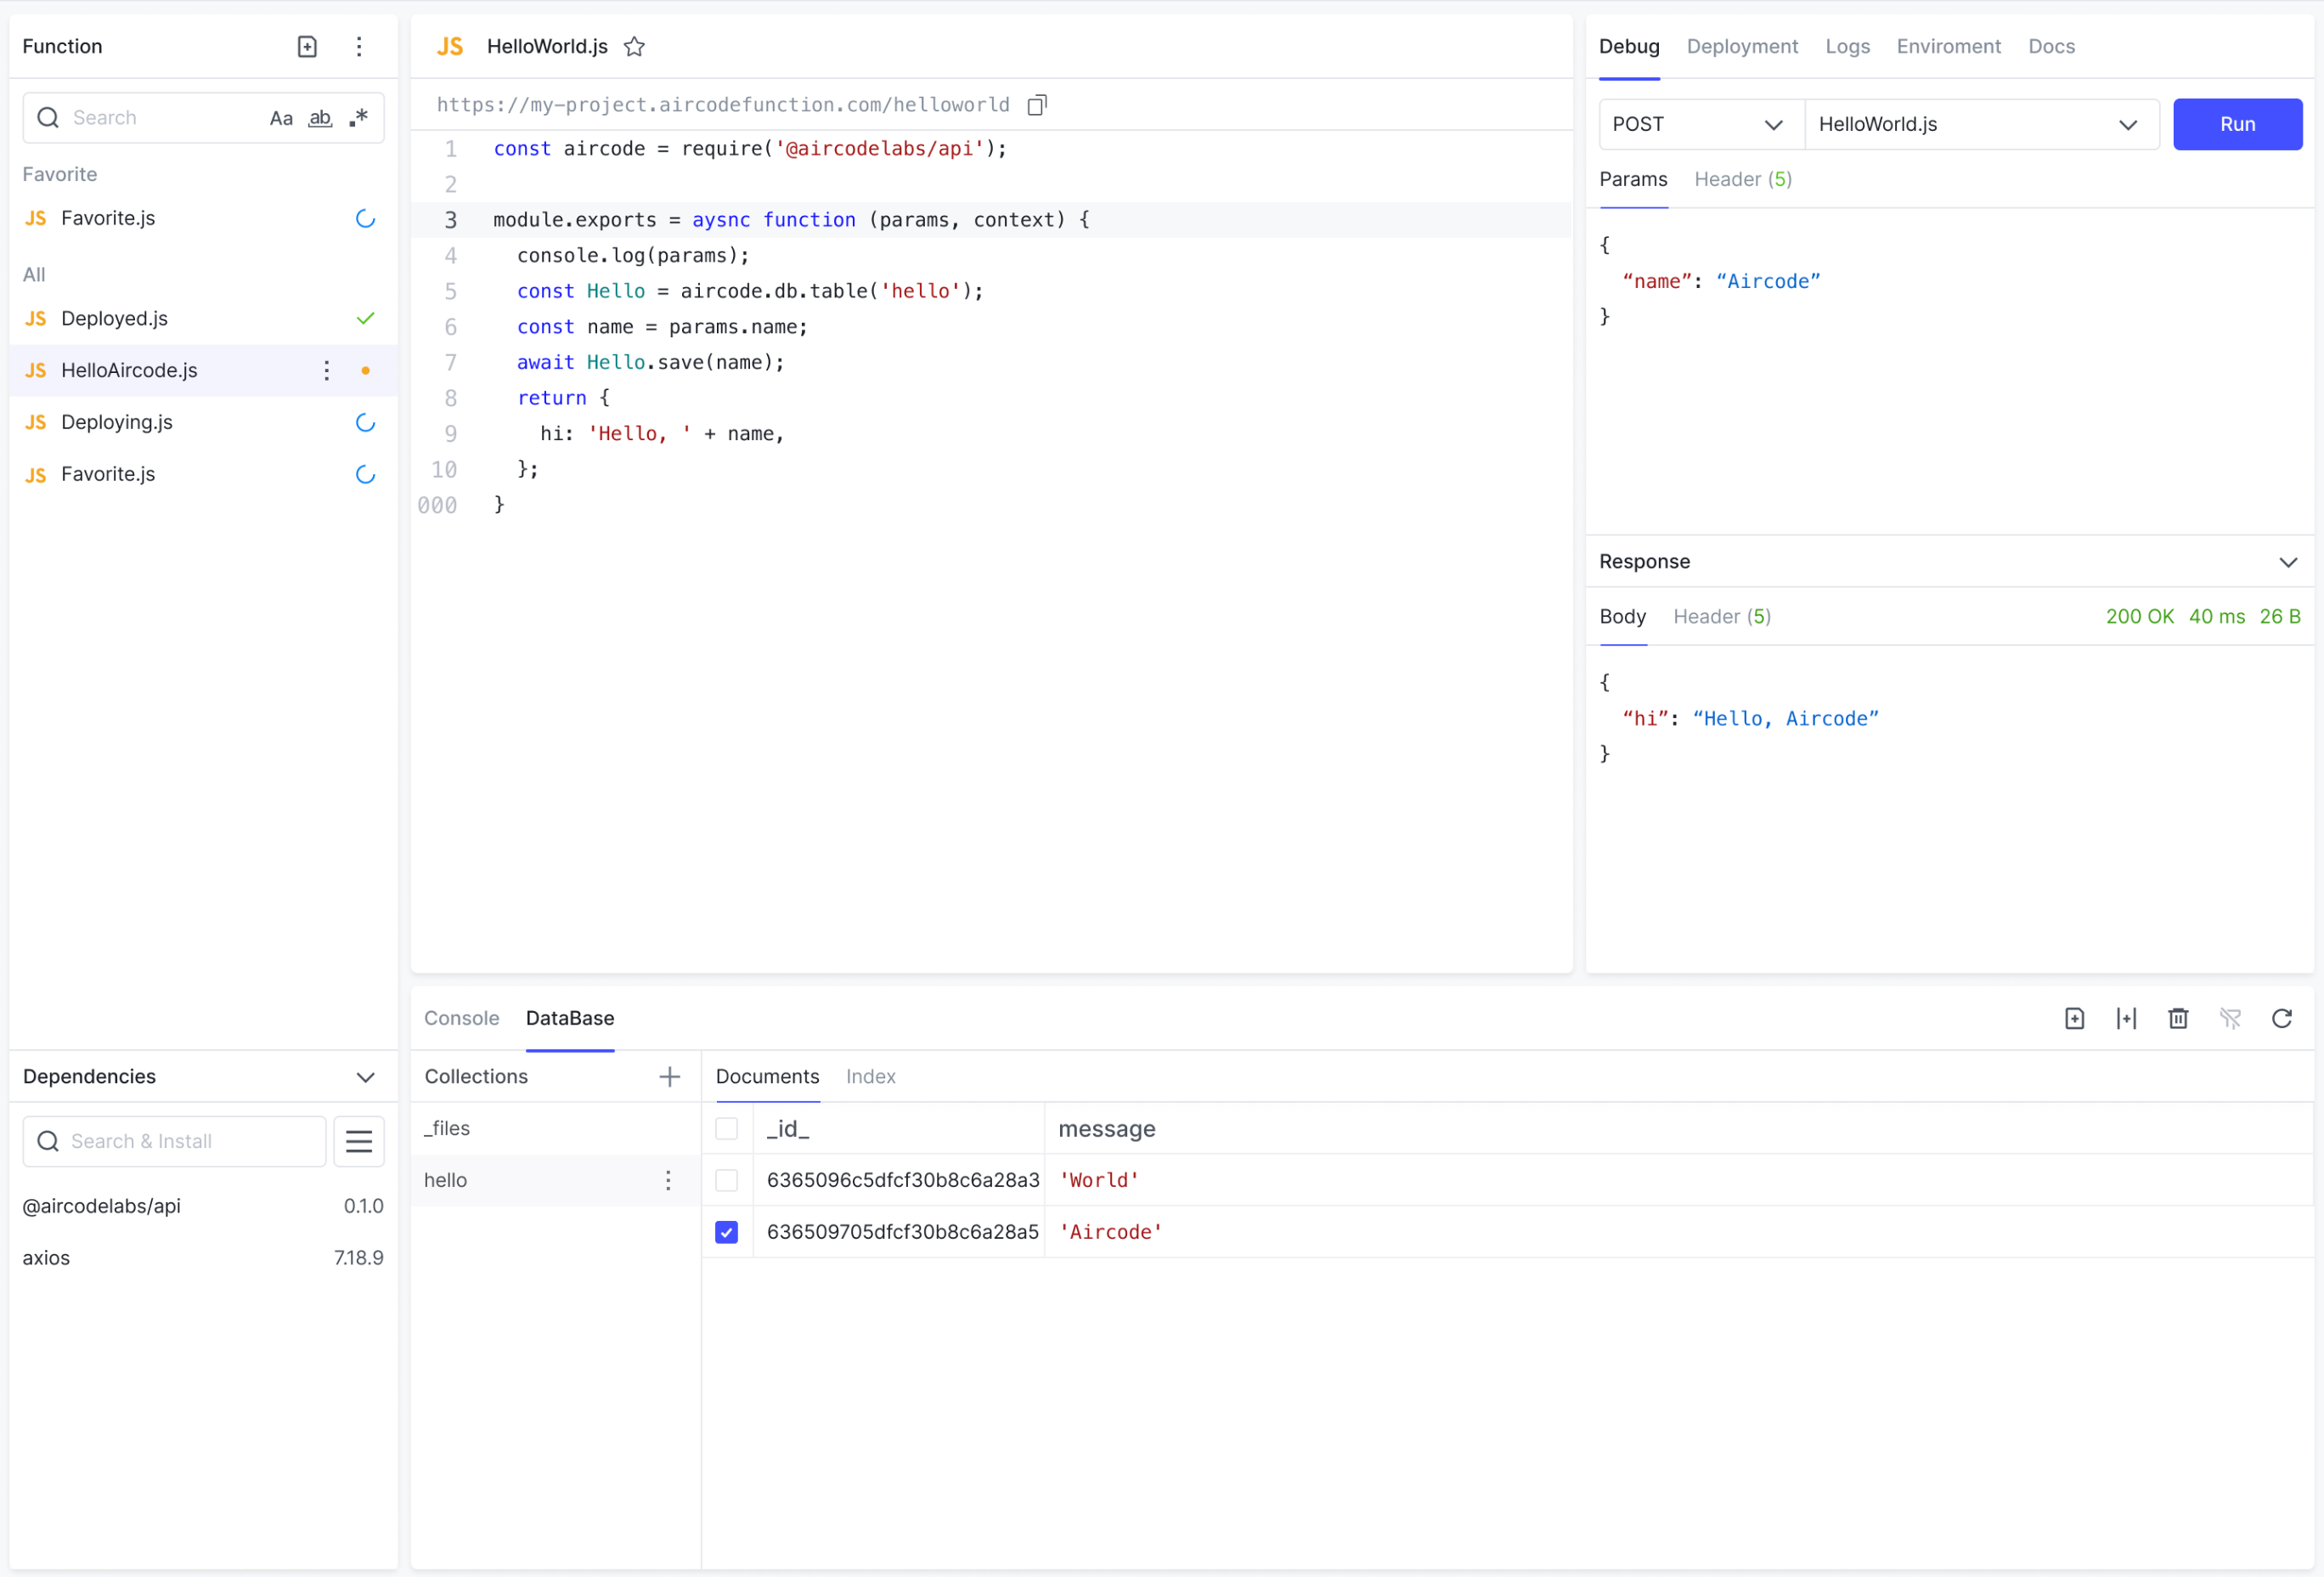 Function
Search Aa ab .*
Favorite
JS Favorite.js
All
JS Deployed.js
JS HelloAircode.js
JS Deploying.js
JS Favorite.js
Dependencies
Search & Install
@aircodelabs/api 0.1.0
axios 7.18.9
JS HelloWorld.js
https://my-project.aircodefunction.com/helloworld
1 const aircode = require('@aircodelabs/api');
2
3 module.exports = aysnc function (params, context) {
4 console.log(params);
5 const Hello = aircode.db.table('hello');
6 const name = params.name;
7 await Hello.save(name);
8 return {
9 hi: 'Hello, ' + name,
10 };
000 }
Debug Deployment Logs Enviroment Docs
POST HelloWorld.js Run
Params Header (5)
{
“name”: “Aircode”
}
Response
Body Header (5) 200 OK 40 ms 26 B
{
“hi”: “Hello, Aircode”
}
Console DataBase
Collections
_files
hello
Documents Index
_id_ message
6365096c5dfcf30b8c6a28a3 'World'
636509705dfcf30b8c6a28a5 'Aircode'